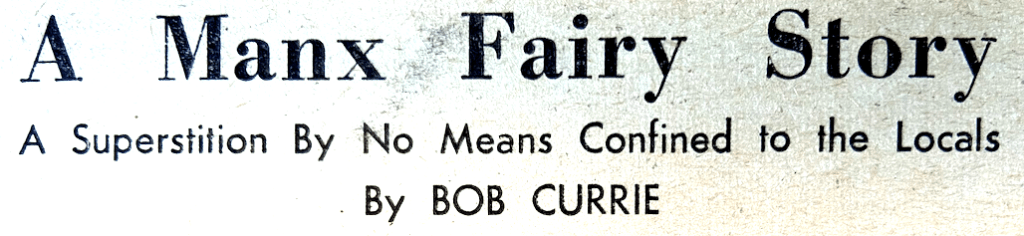 A Manx Fairy Story
A Superstition By No Means Confined to the Locals
By BOB CURRIE